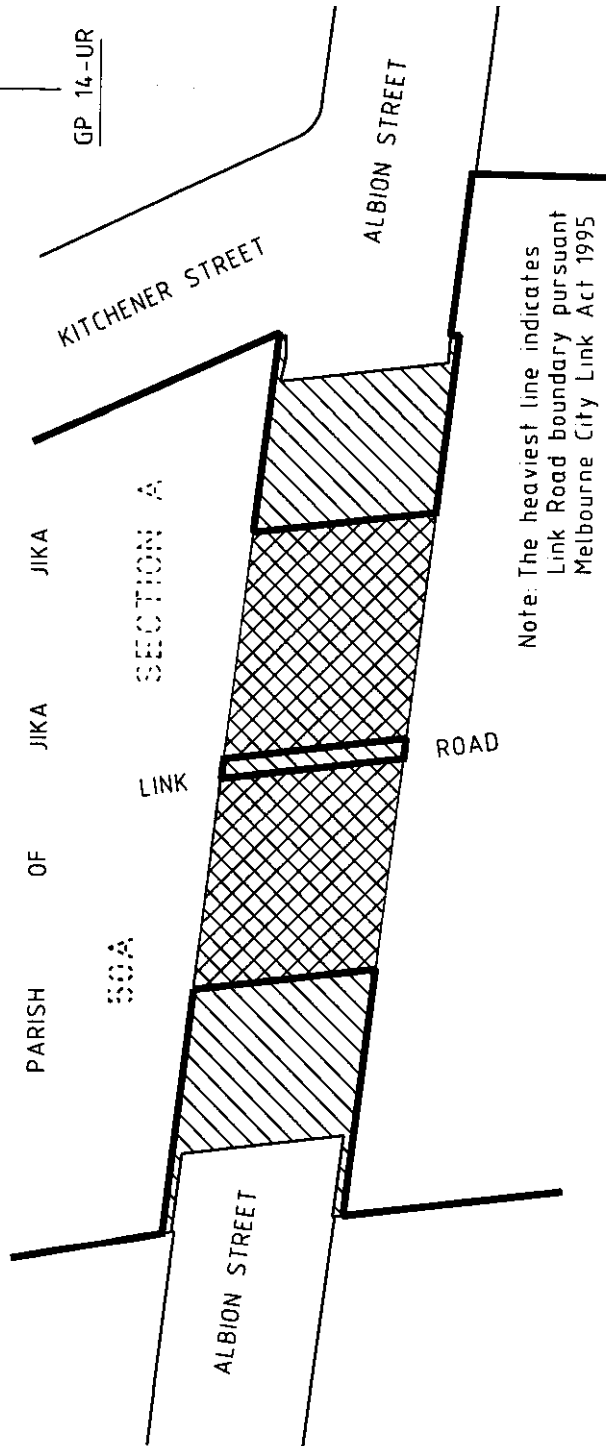 GP 14-UR
KITCHENER STREET
ALBION STREET
PARISH OF JIKA JIKA
50A
SECTION A
LINK
ROAD
ALBION STREET
Note: The heaviest line indicates
Link Road boundary pursuant
Melbourne City Link Act 1995